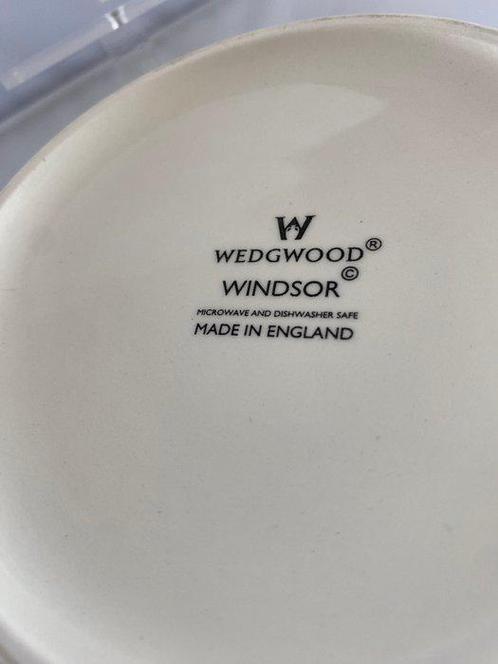 W
WEDGWOOD®
WINDSOR©
MICROWAVE AND DISHWASHER SAFE
MADE IN ENGLAND